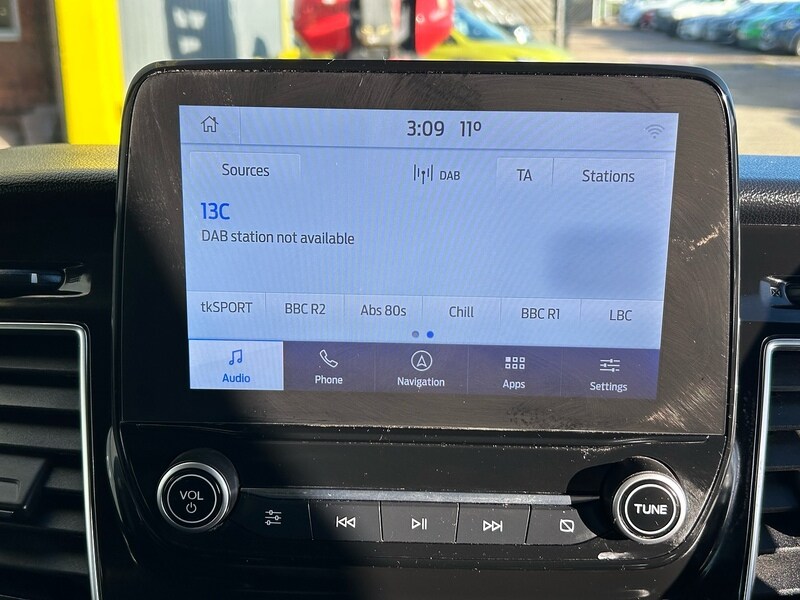 3:09 11°
Sources DAB TA Stations
13C
DAB station not available
tkSPORT BBC R2 Abs 80s Chill BBC R1 LBC
Audio Phone Navigation Apps Settings
VOL TUNE